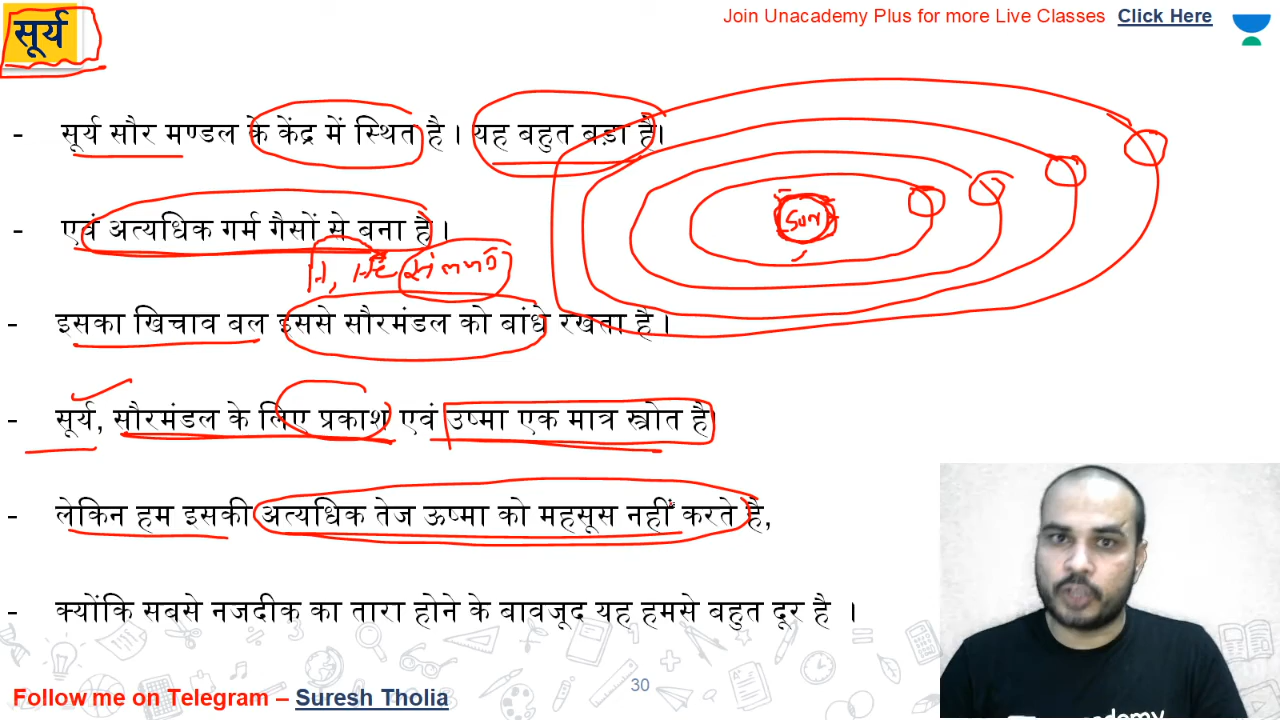 सूर्य
Join Unacademy Plus for more Live Classes Click Here
- सूर्य सौर मण्डल के केंद्र में स्थित है। यह बहुत बड़ा है।
Sun
- एवं अत्यधिक गर्म गैसों से बना है ।
H, He संलयन
- इसका खिचाव बल इससे सौरमंडल को बांधे रखता है ।
- सूर्य, सौरमंडल के लिए प्रकाश एवं उष्मा एक मात्र स्त्रोत है।
- लेकिन हम इसकी अत्यधिक तेज ऊष्मा को महसूस नहीं करते है,
- क्योंकि सबसे नजदीक का तारा होने के वावजूद यह हमसे बहुत दूर है ।
30
Follow me on Telegram – Suresh Tholia